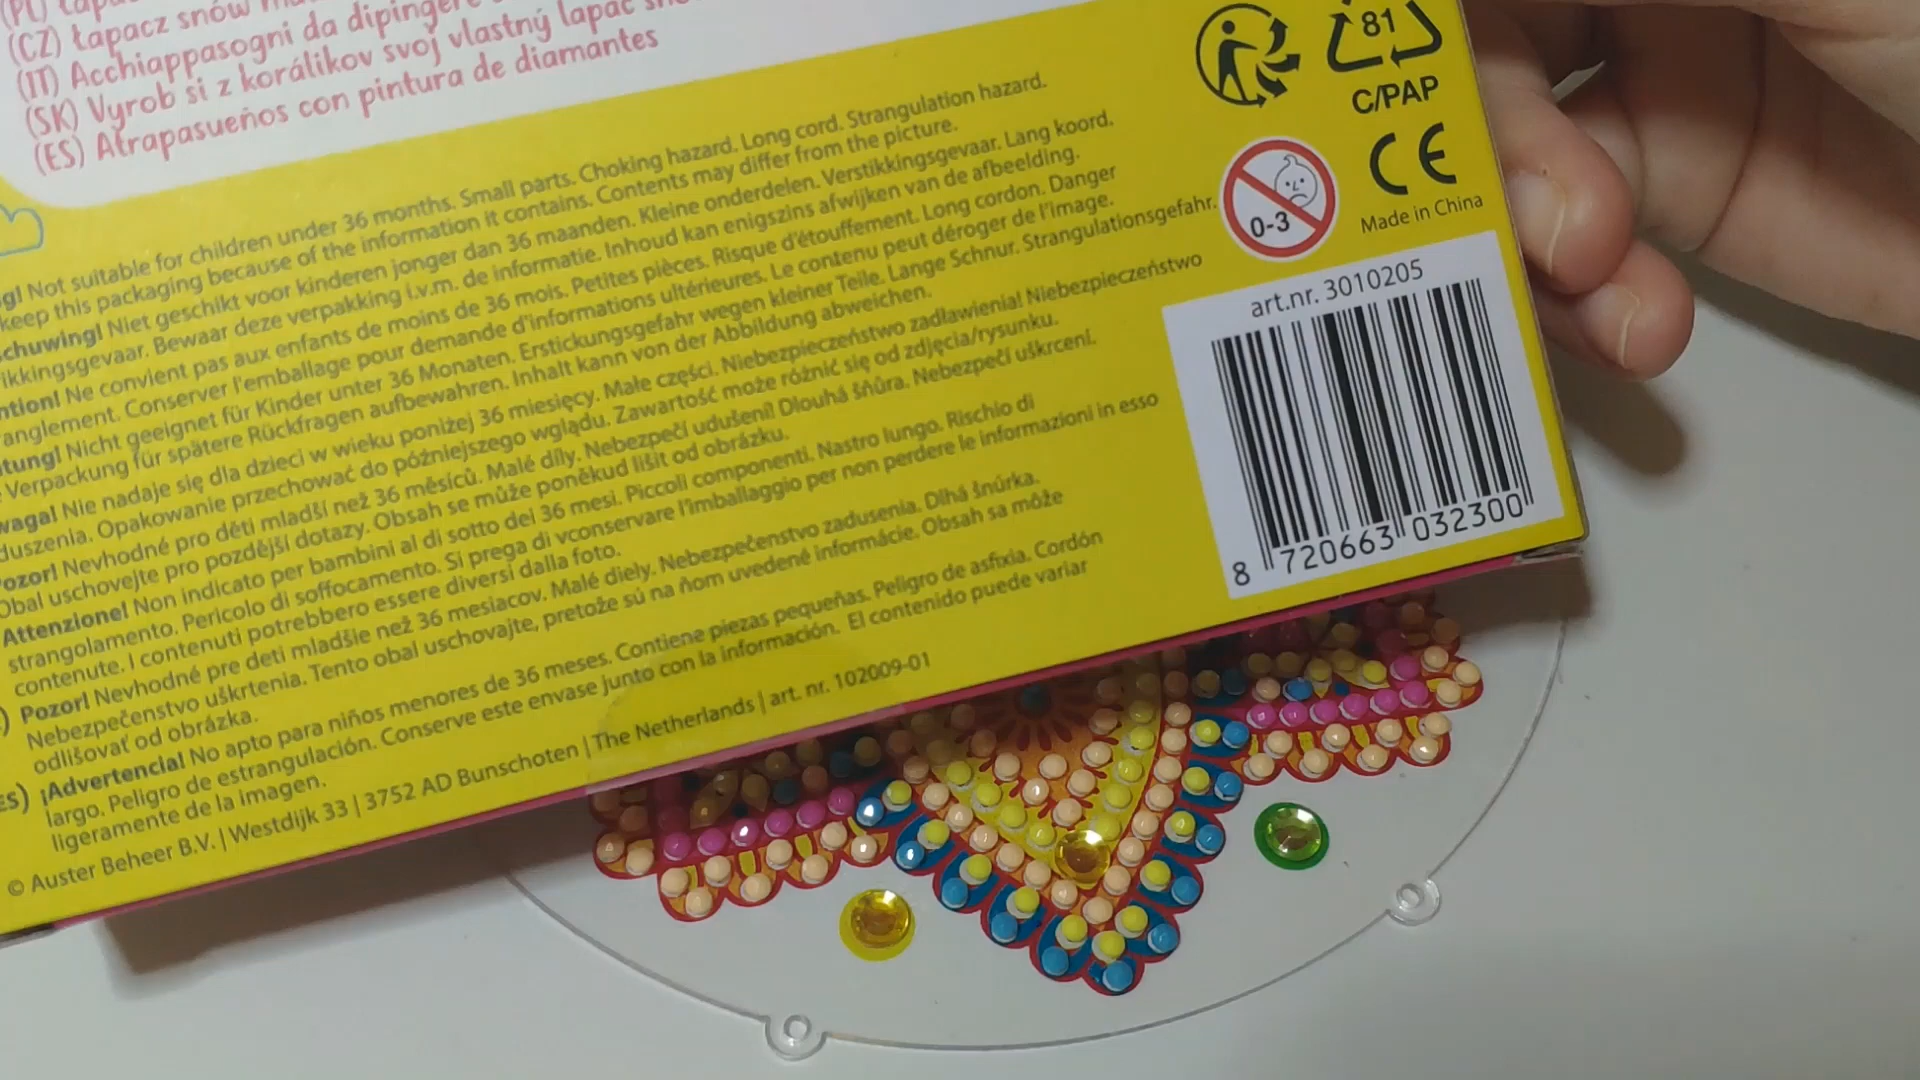 (PL)
(CZ) Łapacz snów
(IT) Acchiappasogni da dipingere
(SK) Vyrob si z korálikov svoj vlastný lapač
(ES) Atrapasueños con pintura de diamantes
Not suitable for children under 36 months. Small parts. Choking hazard. Long cord. Strangulation hazard.
keep this packaging because of the information it contains. Contents may differ from the picture.
Niet geschikt voor kinderen jonger dan 36 maanden. Kleine onderdelen. Verstikkingsgevaar. Lang koord.
Bewaar deze verpakking i.v.m. de informatie. Inhoud kan enigszins afwijken van de afbeelding.
Ne convient pas aux enfants de moins de 36 mois. Petites pièces. Risque d'étouffement. Long cordon. Danger
Conserver l'emballage pour demande d'informations ultérieures. Le contenu peut déroger de l'image.
Nicht geeignet für Kinder unter 36 Monaten. Erstickungsgefahr wegen kleiner Teile. Lange Schnur. Strangulationsgefahr.
Verpackung für spätere Rückfragen aufbewahren. Inhalt kann von der Abbildung abweichen.
Nie nadaje się dla dzieci w wieku poniżej 36 miesięcy. Małe części. Niebezpieczeństwo zadławienia! Niebezpieczeństwo
Opakowanie przechować do późniejszego wglądu. Zawartość może różnić się od zdjęcia/rysunku.
Nevhodné pro děti mladší než 36 měsíců. Malé díly. Nebezpečí udušení! Dlouhá šňůra. Nebezpečí uškrcení.
Obal uschovejte pro pozdější dotazy. Obsah se může poněkud lišit od obrázku.
Attenzione! Non indicato per bambini al di sotto dei 36 mesi. Piccoli componenti. Nastro lungo. Rischio di
strangolamento. Pericolo di soffocamento. Si prega di vconservare l'imballaggio per non perdere le informazioni in esso
contenute. I contenuti potrebbero essere diversi dalla foto.
Pozor! Nevhodné pre deti mladšie než 36 mesiacov. Malé diely. Nebezpečenstvo zadusenia. Dlhá šnúrka.
Nebezpečenstvo uškrtenia. Tento obal uschovajte, pretože sú na ňom uvedené informácie. Obsah sa môže
odlišovať od obrázka.
¡Advertencia! No apto para niños menores de 36 meses. Contiene piezas pequeñas. Peligro de asfixia. Cordón
largo. Peligro de estrangulación. Conserve este envase junto con la información. El contenido puede variar
ligeramente de la imagen.
© Auster Beheer B.V. | Westdijk 33 | 3752 AD Bunschoten | The Netherlands | art. nr. 102009-01
81
C/PAP
0-3
CE
Made in China
art.nr. 3010205
8 720663 032300